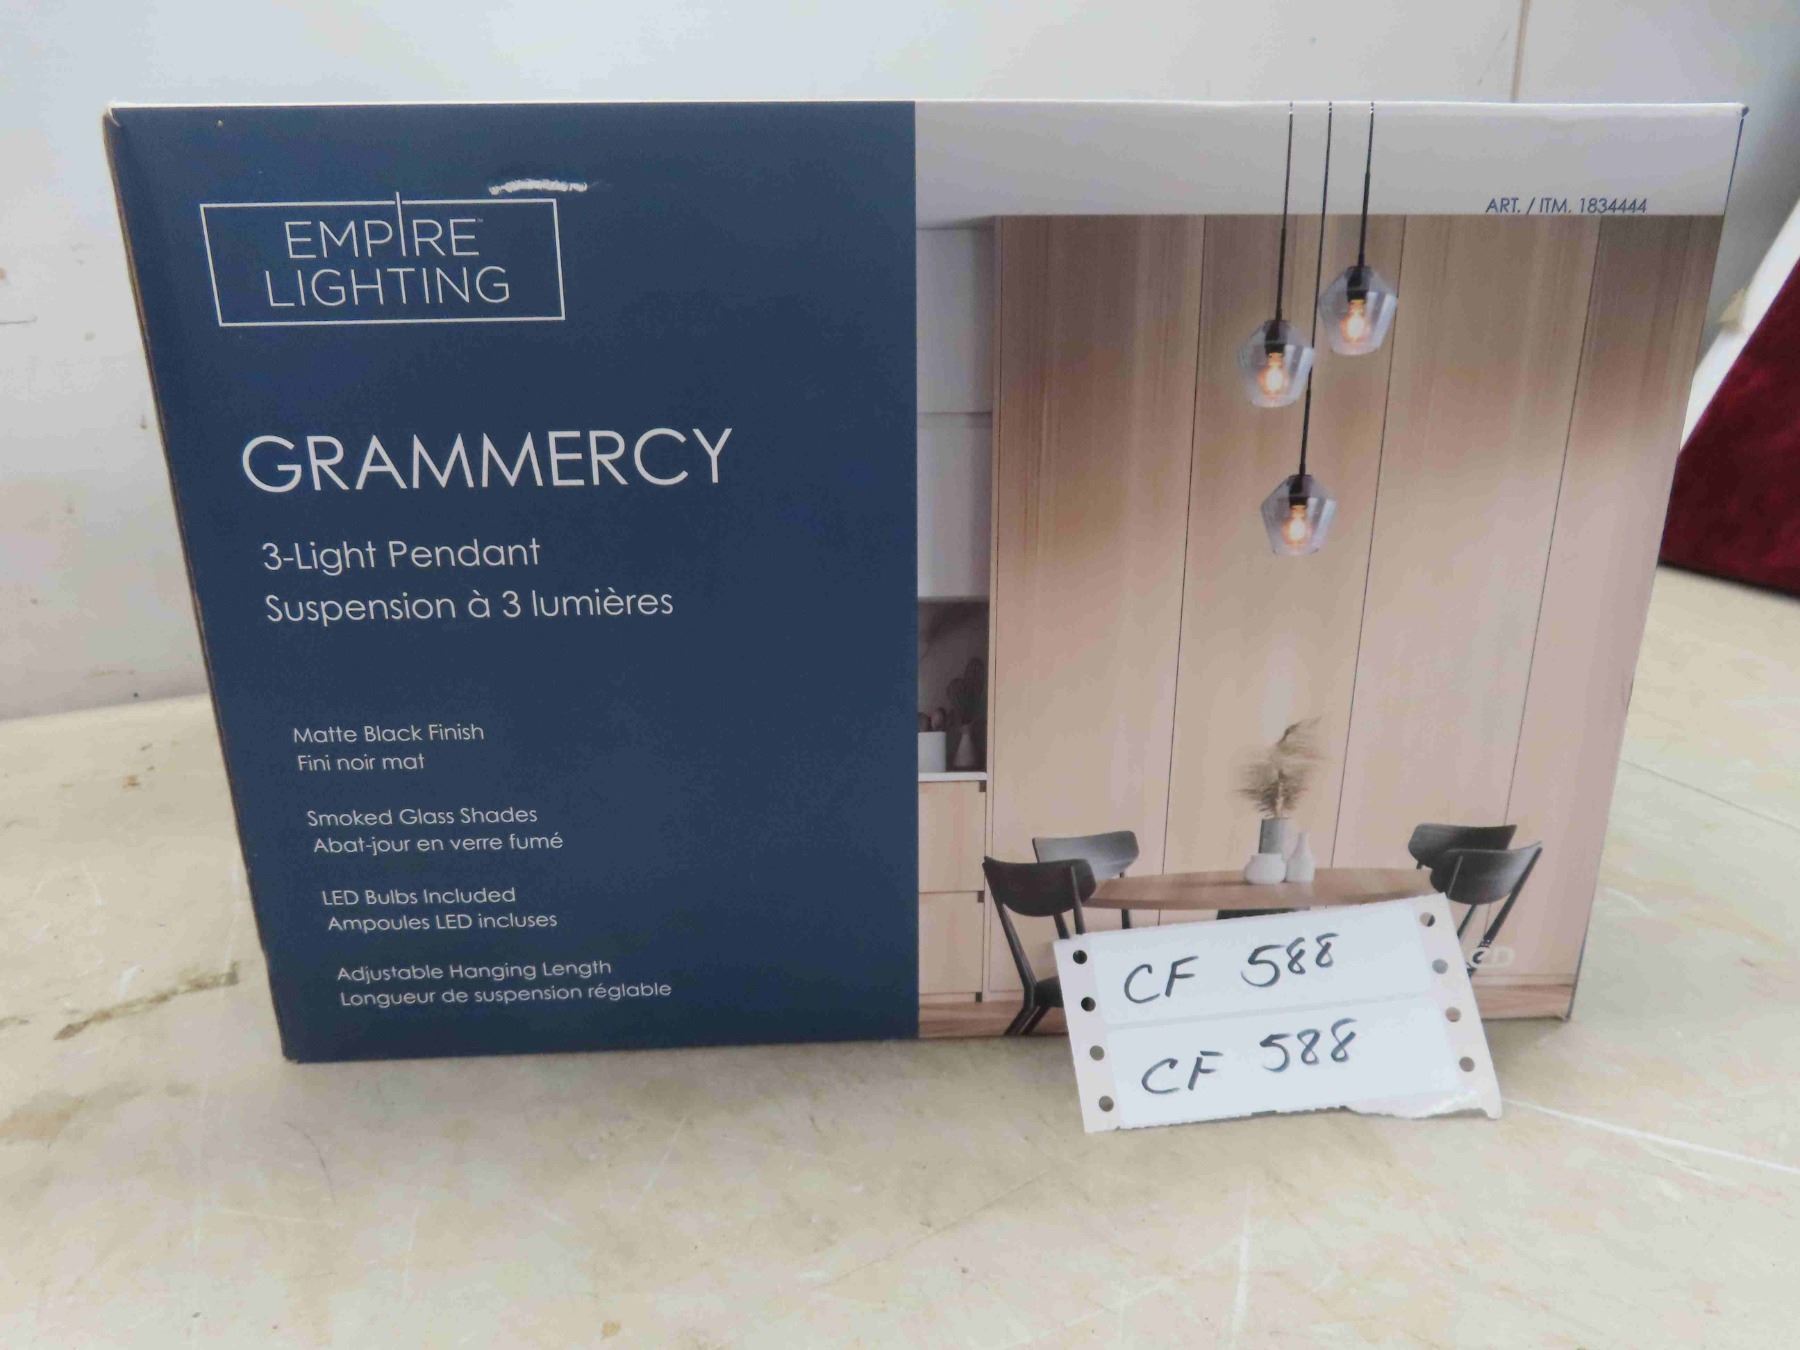 EMPIRE™
LIGHTING
GRAMMERCY
3-Light Pendant
Suspension à 3 lumières
Matte Black Finish
Fini noir mat
Smoked Glass Shades
Abat-jour en verre fumé
LED Bulbs Included
Ampoules LED incluses
Adjustable Hanging Length
Longueur de suspension réglable
ART. / ITM. 1834444
CF 588
CF 588